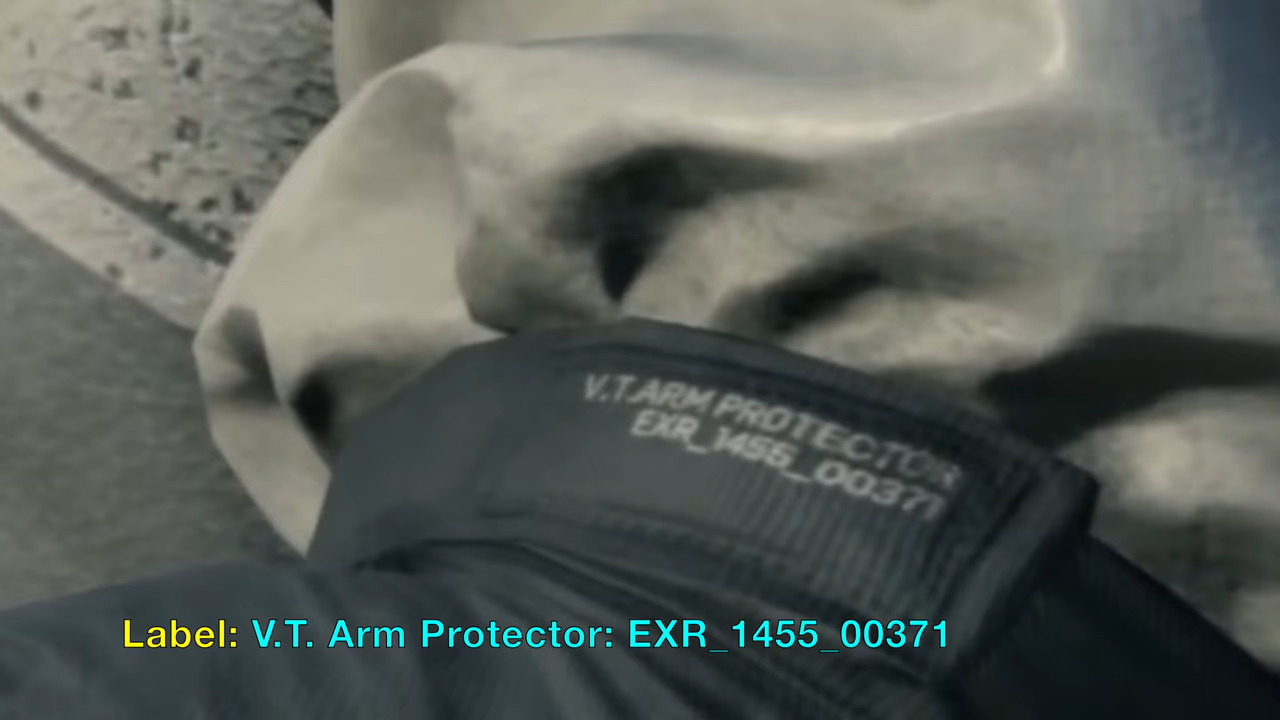 V.T.ARM PROTECTOR
EXR_1455_00371
Label: V.T. Arm Protector: EXR_1455_00371